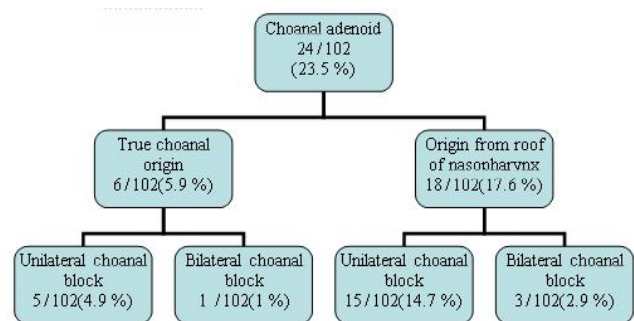 Choanal adenoid
24/102
(23.5 %)
True choanal
origin
6/102(5.9 %)
Origin from roof
of nasopharynx
18/102(17.6 %)
Unilateral choanal
block
5/102(4.9 %)
Bilateral choanal
block
1 /102(1 %)
Unilateral choanal
block
15/102(14.7 %)
Bilateral choanal
block
3/102(2.9 %)